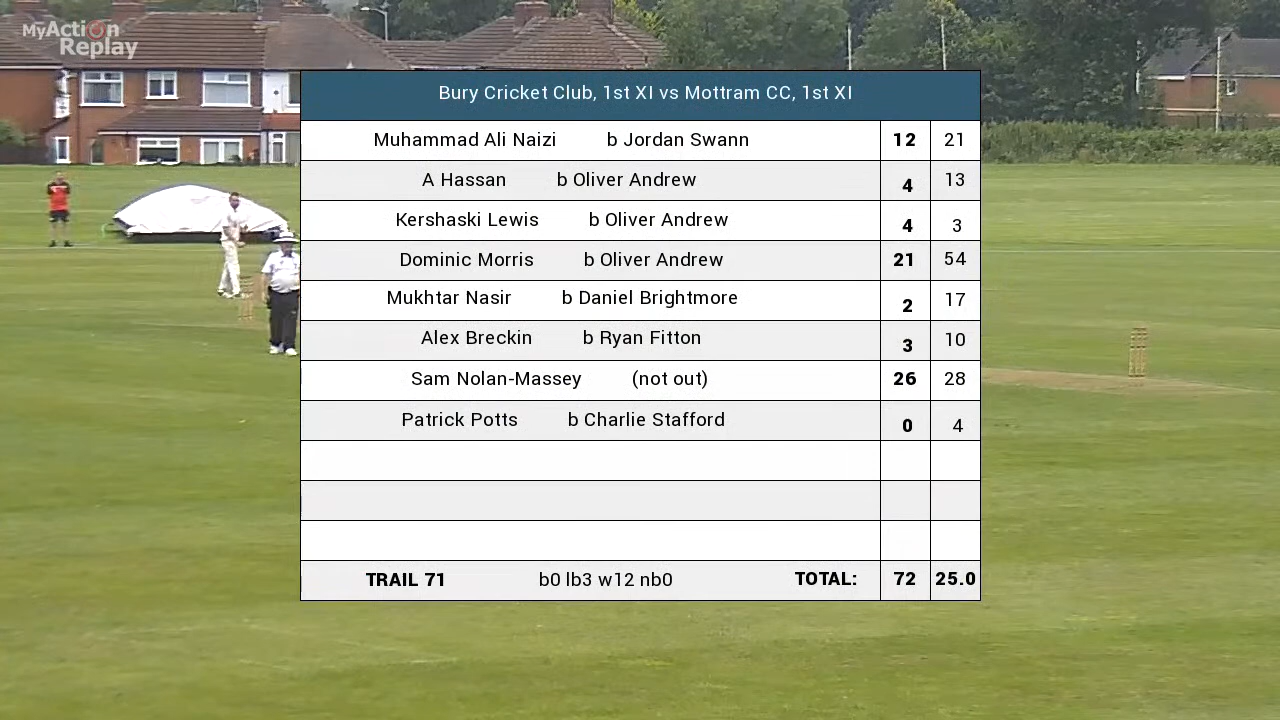 MyAction
Replay
Bury Cricket Club, 1st XI vs Mottram CC, 1st XI
Muhammad Ali Naizi b Jordan Swann 12 21
A Hassan b Oliver Andrew 4 13
Kershaski Lewis b Oliver Andrew 4 3
Dominic Morris b Oliver Andrew 21 54
Mukhtar Nasir b Daniel Brightmore 2 17
Alex Breckin b Ryan Fitton 3 10
Sam Nolan-Massey (not out) 26 28
Patrick Potts b Charlie Stafford 0 4
TRAIL 71 b0 lb3 w12 nb0 TOTAL: 72 25.0